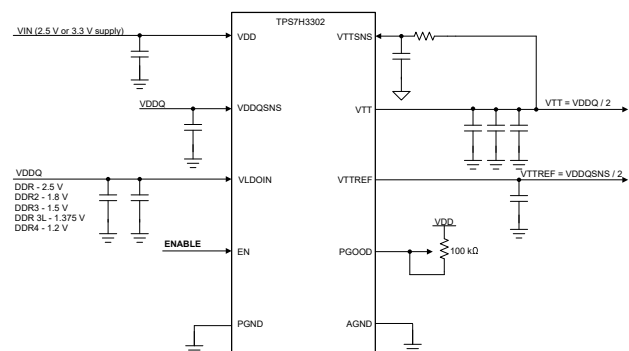 TPS7H3302
VIN (2.5 V or 3.3 V supply)
VDD
VTTSNS
VDDQ
VDDQSNS
VTT
VTT = VDDQ / 2
VDDQ
VLDOIN
VTTREF
VTTREF = VDDQSNS / 2
DDR - 2.5 V
DDR2 - 1.8 V
DDR3 - 1.5 V
DDR 3L - 1.375 V
DDR4 - 1.2 V
VDD
ENABLE
EN
PGOOD
100 kΩ
PGND
AGND